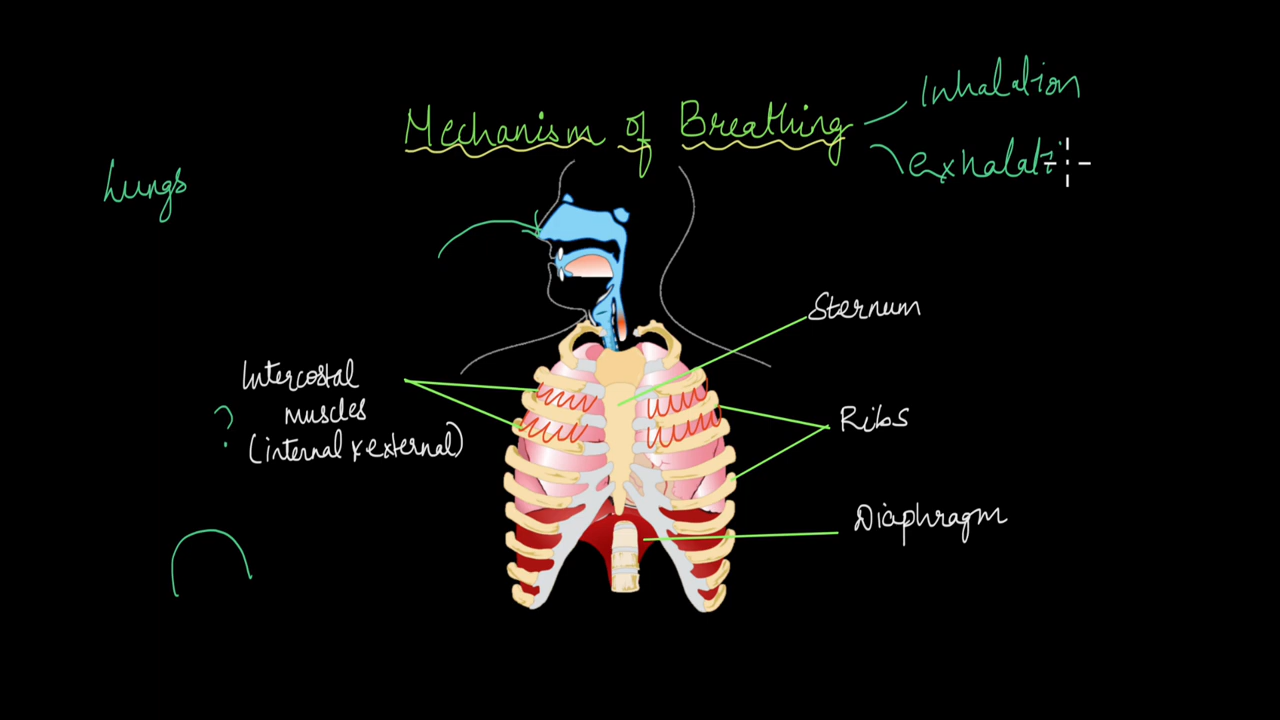 Mechanism of Breathing
Inhalation
exhalati
Lungs
Sternum
Intercostal
muscles
(internal & external)
?
Ribs
Diaphragm